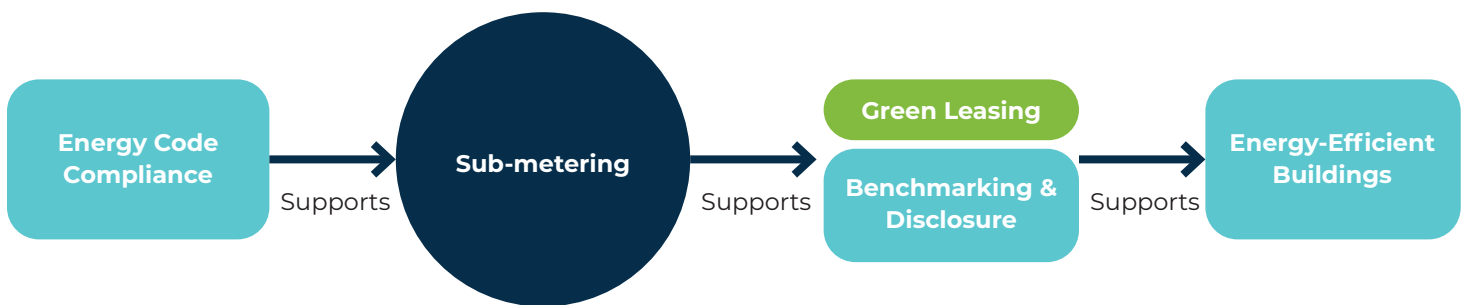 Energy Code
Compliance
Supports
Sub-metering
Supports
Green Leasing
Benchmarking &
Disclosure
Supports
Energy-Efficient
Buildings